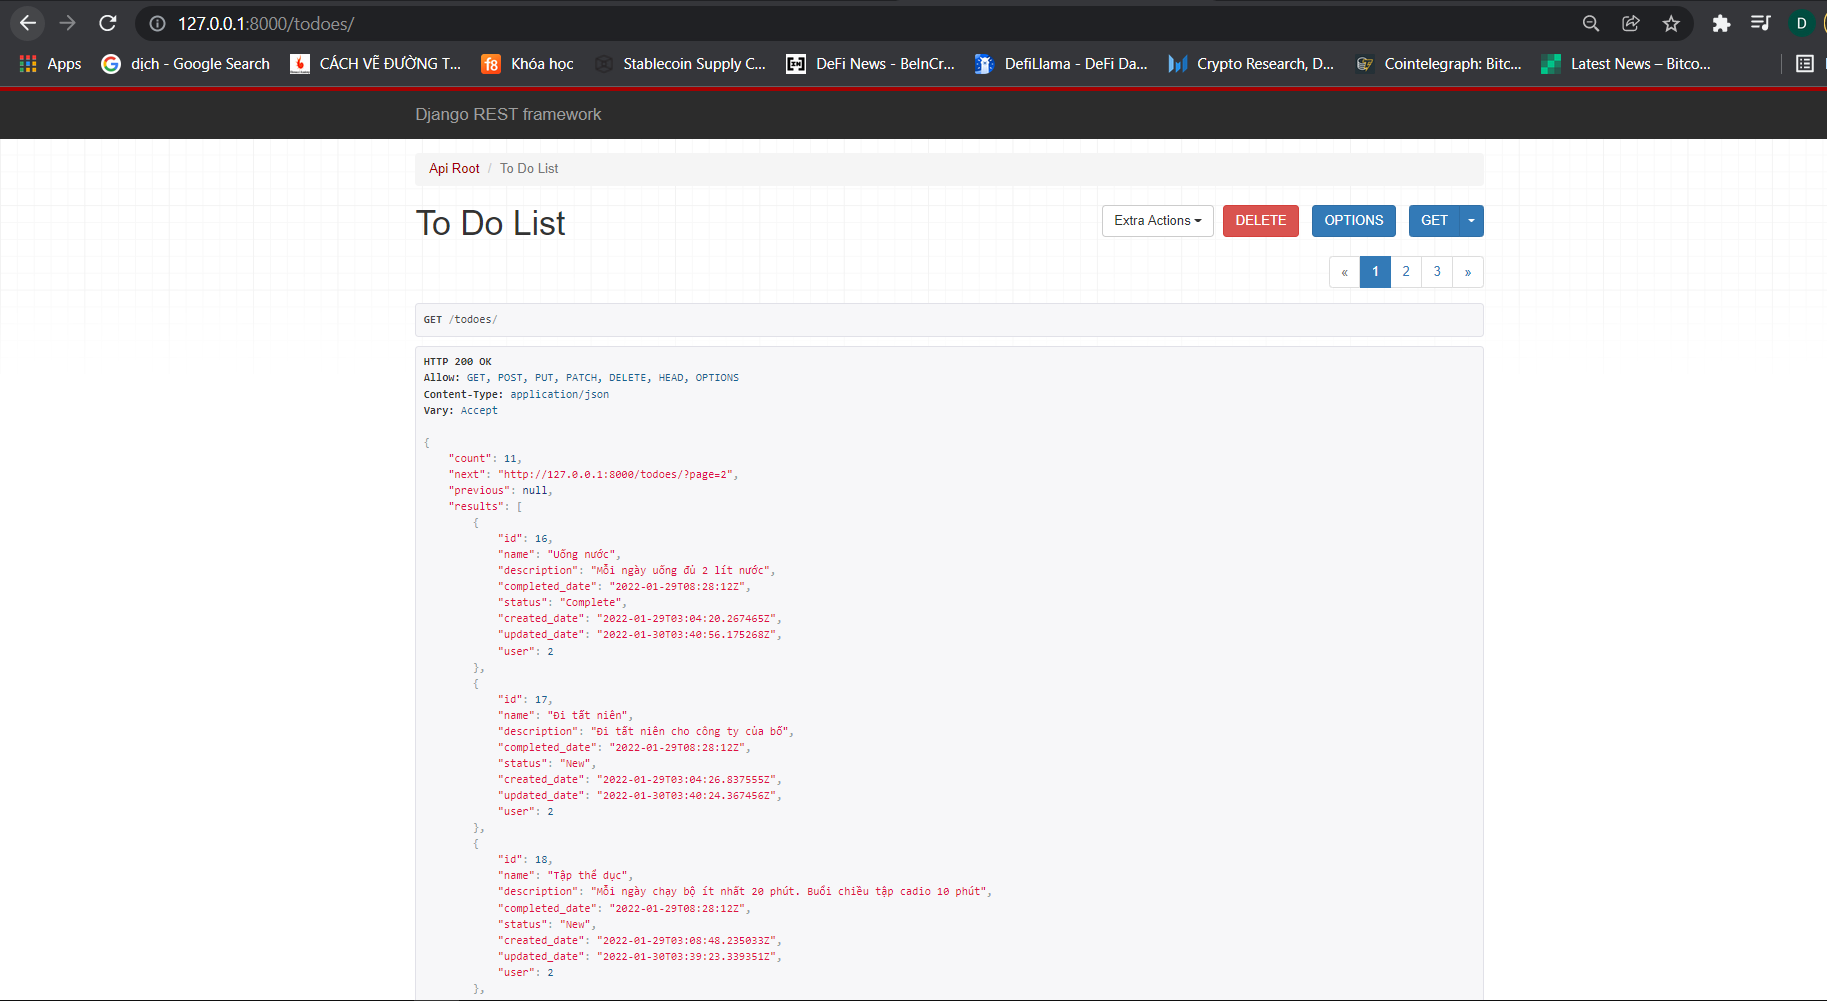 127.0.0.1:8000/todoes/
D
Apps
dịch - Google Search
CÁCH VẼ ĐƯỜNG T...
f8
Khóa học
Stablecoin Supply C...
DeFi News - BeInCr...
DefiLlama - DeFi Da...
Crypto Research, D...
Cointelegraph: Bitc...
Latest News – Bitco...
Django REST framework
Api Root / To Do List
To Do List
Extra Actions
DELETE
OPTIONS
GET
« 1 2 3 »
GET /todoes/
HTTP 200 OK
Allow: GET, POST, PUT, PATCH, DELETE, HEAD, OPTIONS
Content-Type: application/json
Vary: Accept
{
"count": 11,
"next": "http://127.0.0.1:8000/todoes/?page=2",
"previous": null,
"results": [
{
"id": 16,
"name": "Uống nước",
"description": "Mỗi ngày uống đủ 2 lít nước",
"completed_date": "2022-01-29T08:28:12Z",
"status": "Complete",
"created_date": "2022-01-29T03:04:20.267465Z",
"updated_date": "2022-01-30T03:40:56.175268Z",
"user": 2
},
{
"id": 17,
"name": "Đi tất niên",
"description": "Đi tất niên cho công ty của bố",
"completed_date": "2022-01-29T08:28:12Z",
"status": "New",
"created_date": "2022-01-29T03:04:26.837555Z",
"updated_date": "2022-01-30T03:40:24.367456Z",
"user": 2
},
{
"id": 18,
"name": "Tập thể dục",
"description": "Mỗi ngày chạy bộ ít nhất 20 phút. Buổi chiều tập cadio 10 phút",
"completed_date": "2022-01-29T08:28:12Z",
"status": "New",
"created_date": "2022-01-29T03:08:48.235033Z",
"updated_date": "2022-01-30T03:39:23.339351Z",
"user": 2
},